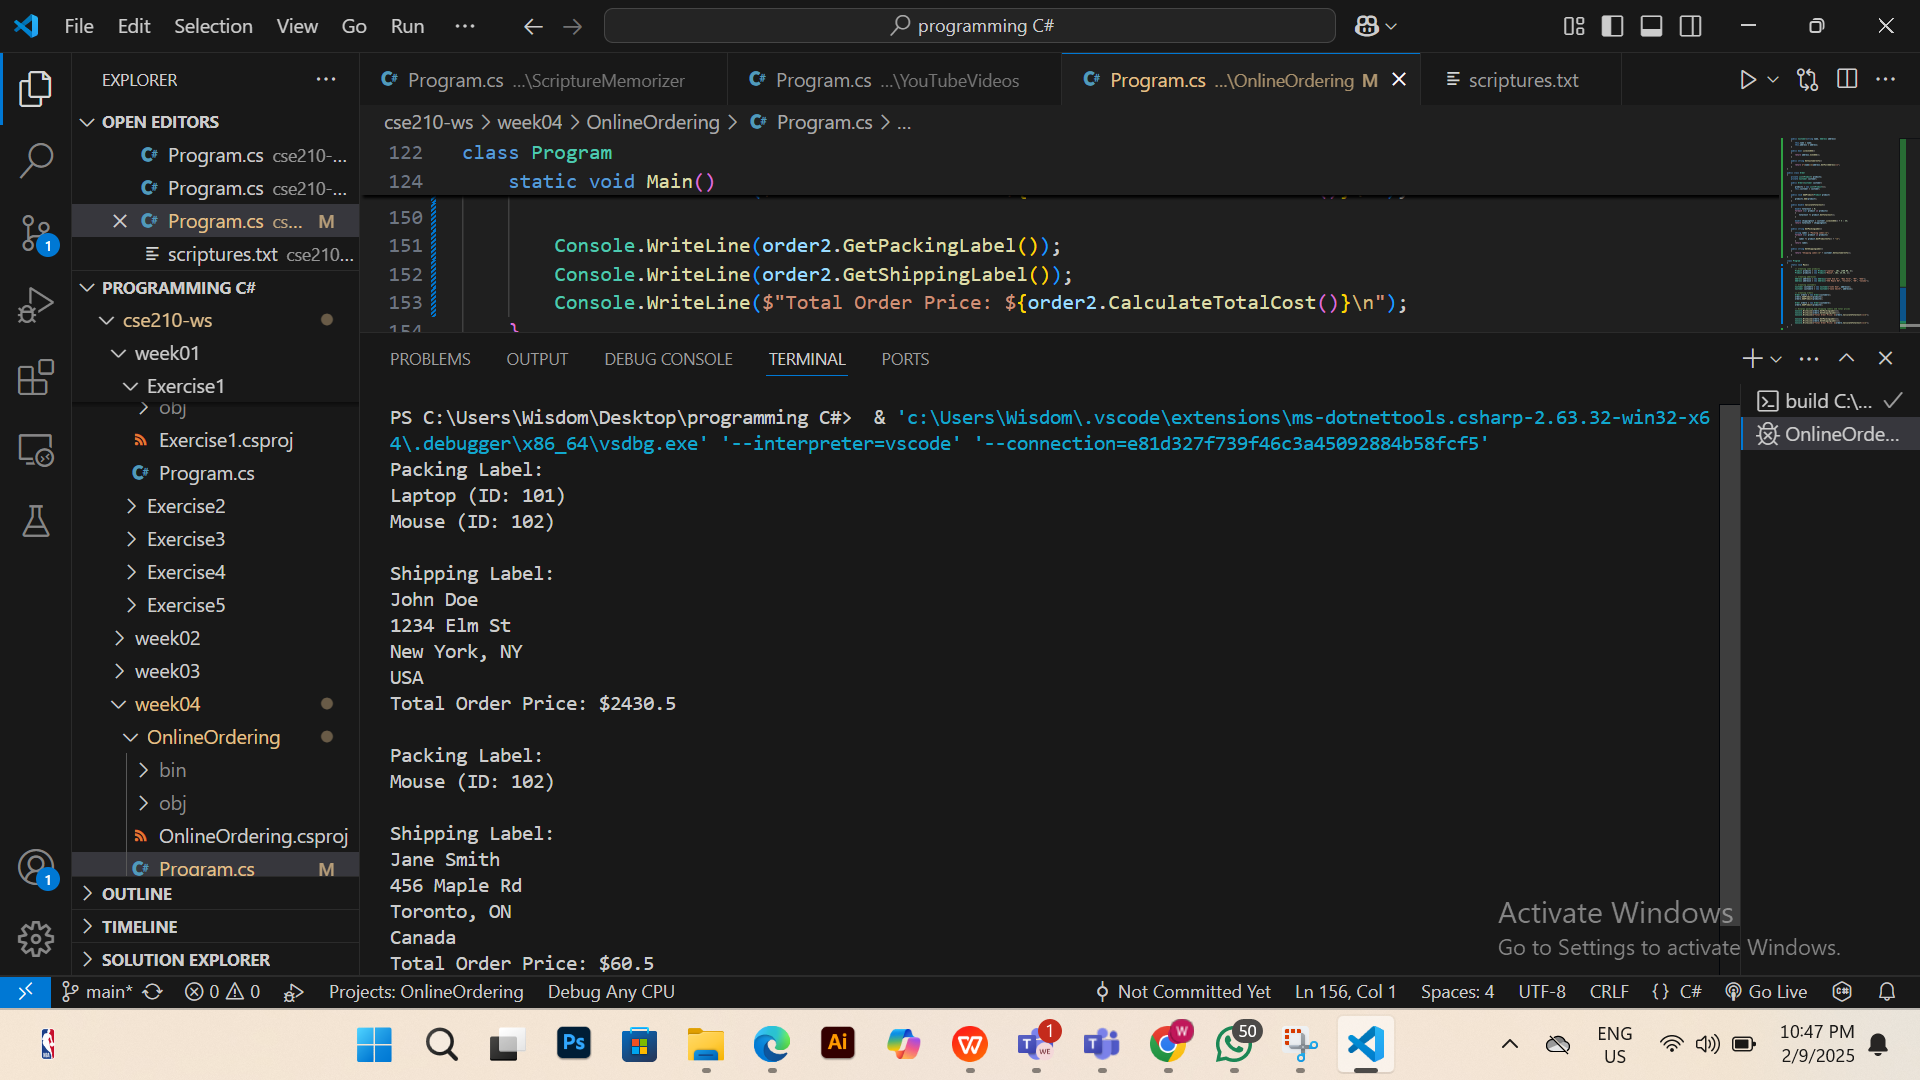 File Edit Selection View Go Run ···
programming C#
EXPLORER ···
Program.cs ...\ScriptureMemorizer
Program.cs ...\YouTubeVideos
Program.cs ...\OnlineOrdering M
scriptures.txt
OPEN EDITORS
Program.cs cse210-...
Program.cs cse210-...
Program.cs cs... M
scriptures.txt cse210...
PROGRAMMING C#
cse210-ws
week01
Exercise1
obj
Exercise1.csproj
Program.cs
Exercise2
Exercise3
Exercise4
Exercise5
week02
week03
week04
OnlineOrdering
bin
obj
OnlineOrdering.csproj
Program.cs M
OUTLINE
TIMELINE
SOLUTION EXPLORER
cse210-ws > week04 > OnlineOrdering > Program.cs > ...
122 class Program
124 static void Main()
150
151 Console.WriteLine(order2.GetPackingLabel());
152 Console.WriteLine(order2.GetShippingLabel());
153 Console.WriteLine($"Total Order Price: ${order2.CalculateTotalCost()}\n");
154 }
PROBLEMS OUTPUT DEBUG CONSOLE TERMINAL PORTS
build C:\...
OnlineOrde...
PS C:\Users\Wisdom\Desktop\programming C#> & 'c:\Users\Wisdom\.vscode\extensions\ms-dotnettools.csharp-2.63.32-win32-x6
4\.debugger\x86_64\vsdbg.exe' '--interpreter=vscode' '--connection=e81d327f739f46c3a45092884b58fcf5'
Packing Label:
Laptop (ID: 101)
Mouse (ID: 102)
Shipping Label:
John Doe
1234 Elm St
New York, NY
USA
Total Order Price: $2430.5
Packing Label:
Mouse (ID: 102)
Shipping Label:
Jane Smith
456 Maple Rd
Toronto, ON
Canada
Total Order Price: $60.5
Activate Windows
Go to Settings to activate Windows.
1
1
main* 0 0 Projects: OnlineOrdering Debug Any CPU
Not Committed Yet Ln 156, Col 1 Spaces: 4 UTF-8 CRLF {} C# Go Live
Ps
Ai
1
WE
W
50
ENG
US
10:47 PM
2/9/2025